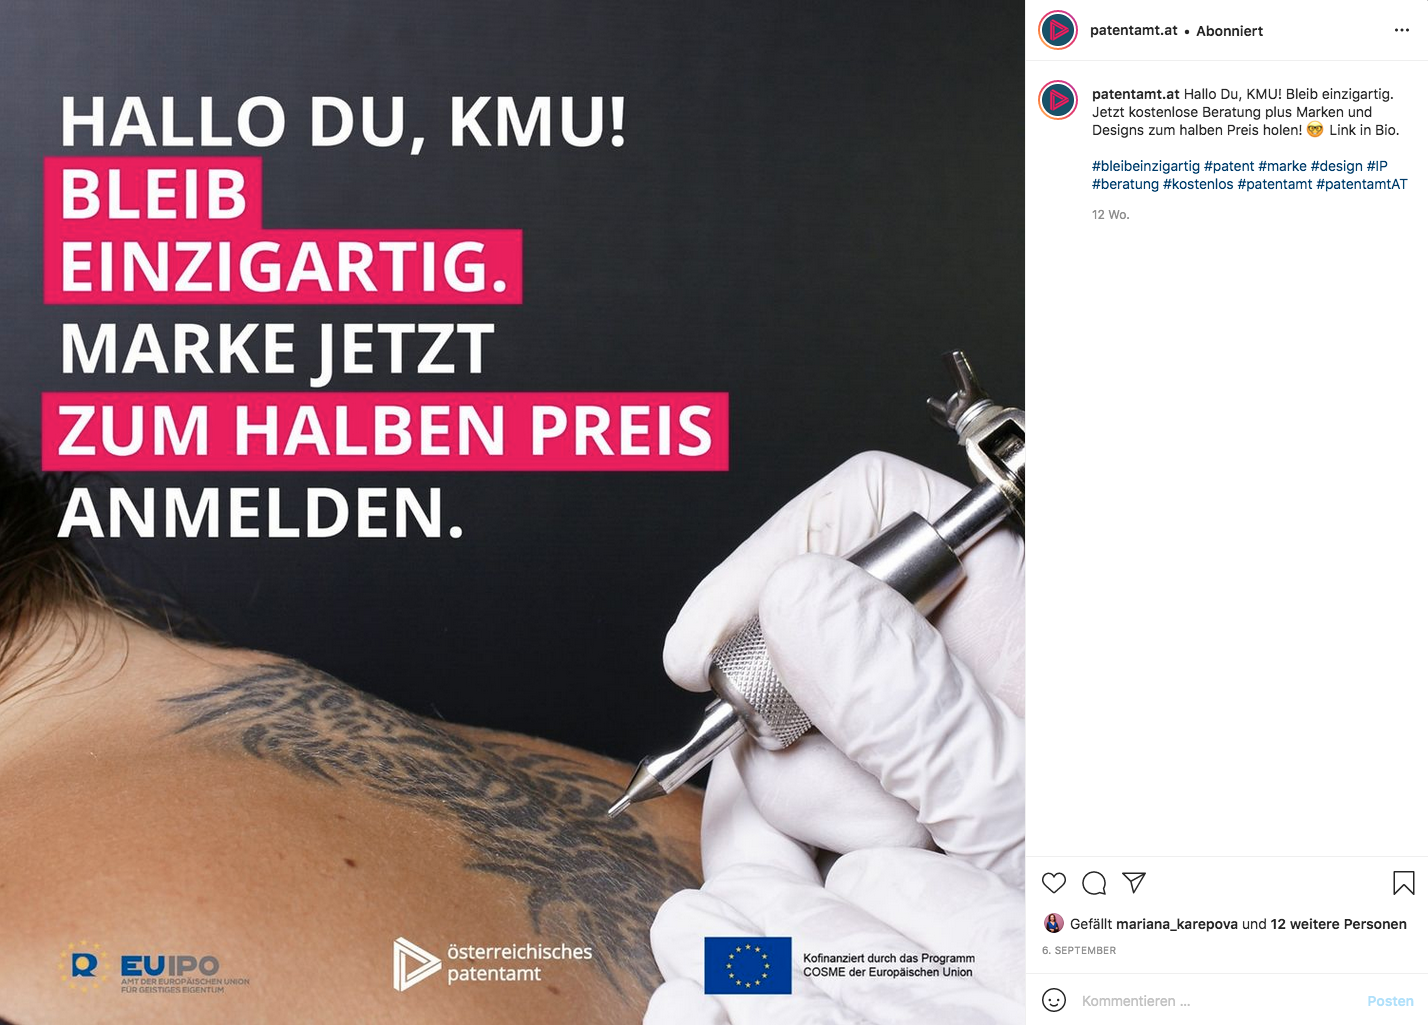 HALLO DU, KMU!
BLEIB
EINZIGARTIG.
MARKE JETZT
ZUM HALBEN PREIS
ANMELDEN.
EUIPO
AMT DER EUROPÄISCHEN UNION
FÜR GEISTIGES EIGENTUM
österreichisches
patentamt
Kofinanziert durch das Programm
COSME der Europäischen Union
patentamt.at • Abonniert
patentamt.at Hallo Du, KMU! Bleib einzigartig.
Jetzt kostenlose Beratung plus Marken und
Designs zum halben Preis holen! 🤓 Link in Bio.
#bleibeinzigartig #patent #marke #design #IP
#beratung #kostenlos #patentamt #patentamtAT
12 Wo.
Gefällt mariana_karepova und 12 weitere Personen
6. SEPTEMBER
Kommentieren ...
Posten